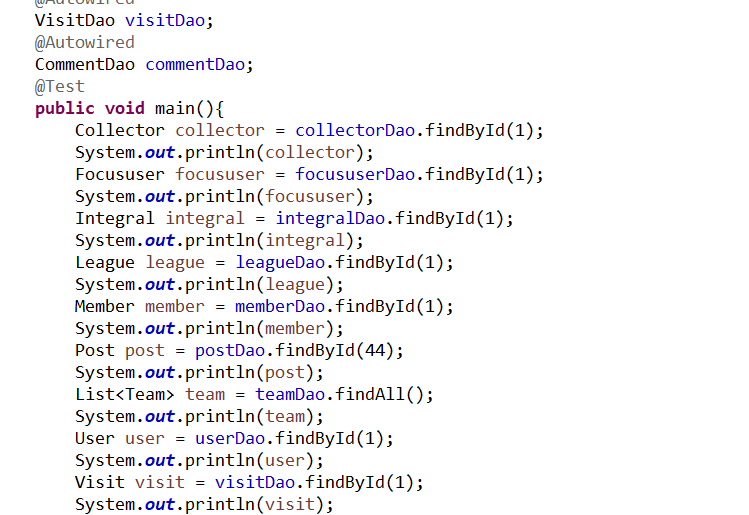 @Autowired
VisitDao visitDao;
@Autowired
CommentDao commentDao;
@Test
public void main(){
Collector collector = collectorDao.findById(1);
System.out.println(collector);
Focususer focususer = focususerDao.findById(1);
System.out.println(focususer);
Integral integral = integralDao.findById(1);
System.out.println(integral);
League league = leagueDao.findById(1);
System.out.println(league);
Member member = memberDao.findById(1);
System.out.println(member);
Post post = postDao.findById(44);
System.out.println(post);
List<Team> team = teamDao.findAll();
System.out.println(team);
User user = userDao.findById(1);
System.out.println(user);
Visit visit = visitDao.findById(1);
System.out.println(visit);